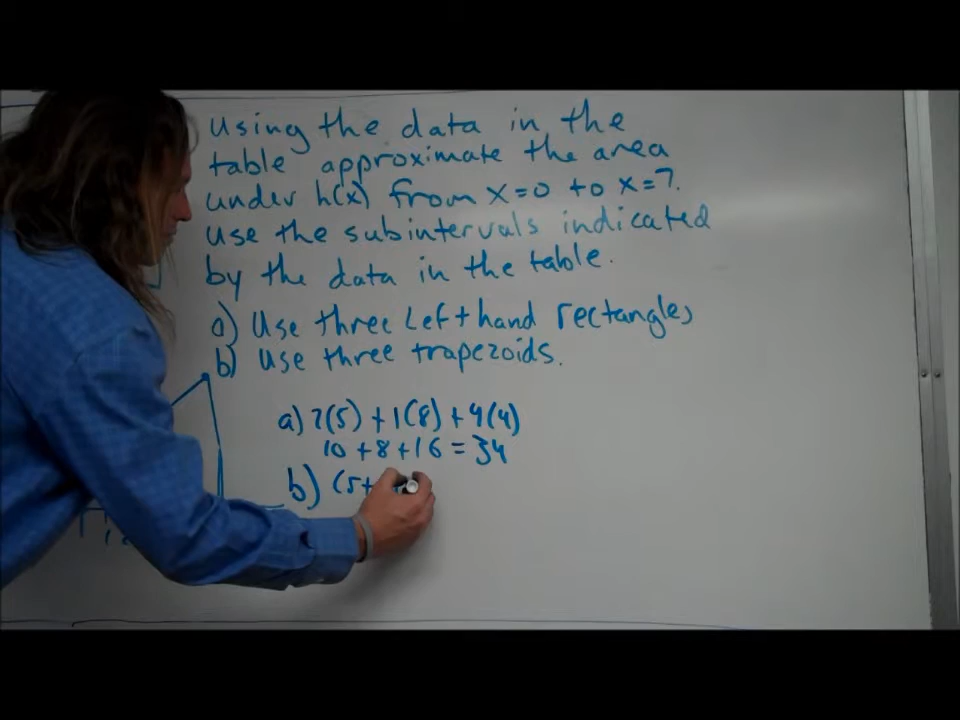 Using the data in the
table approximate the area
under h(x) from x=0 to x=7.
Use the subintervals indicated
by the data in the table.
a) Use three Left hand rectangles
b) Use three trapezoids.
a) 2(5) + 1(8) + 4(4)
10 + 8 + 16 = 34
b) (5+